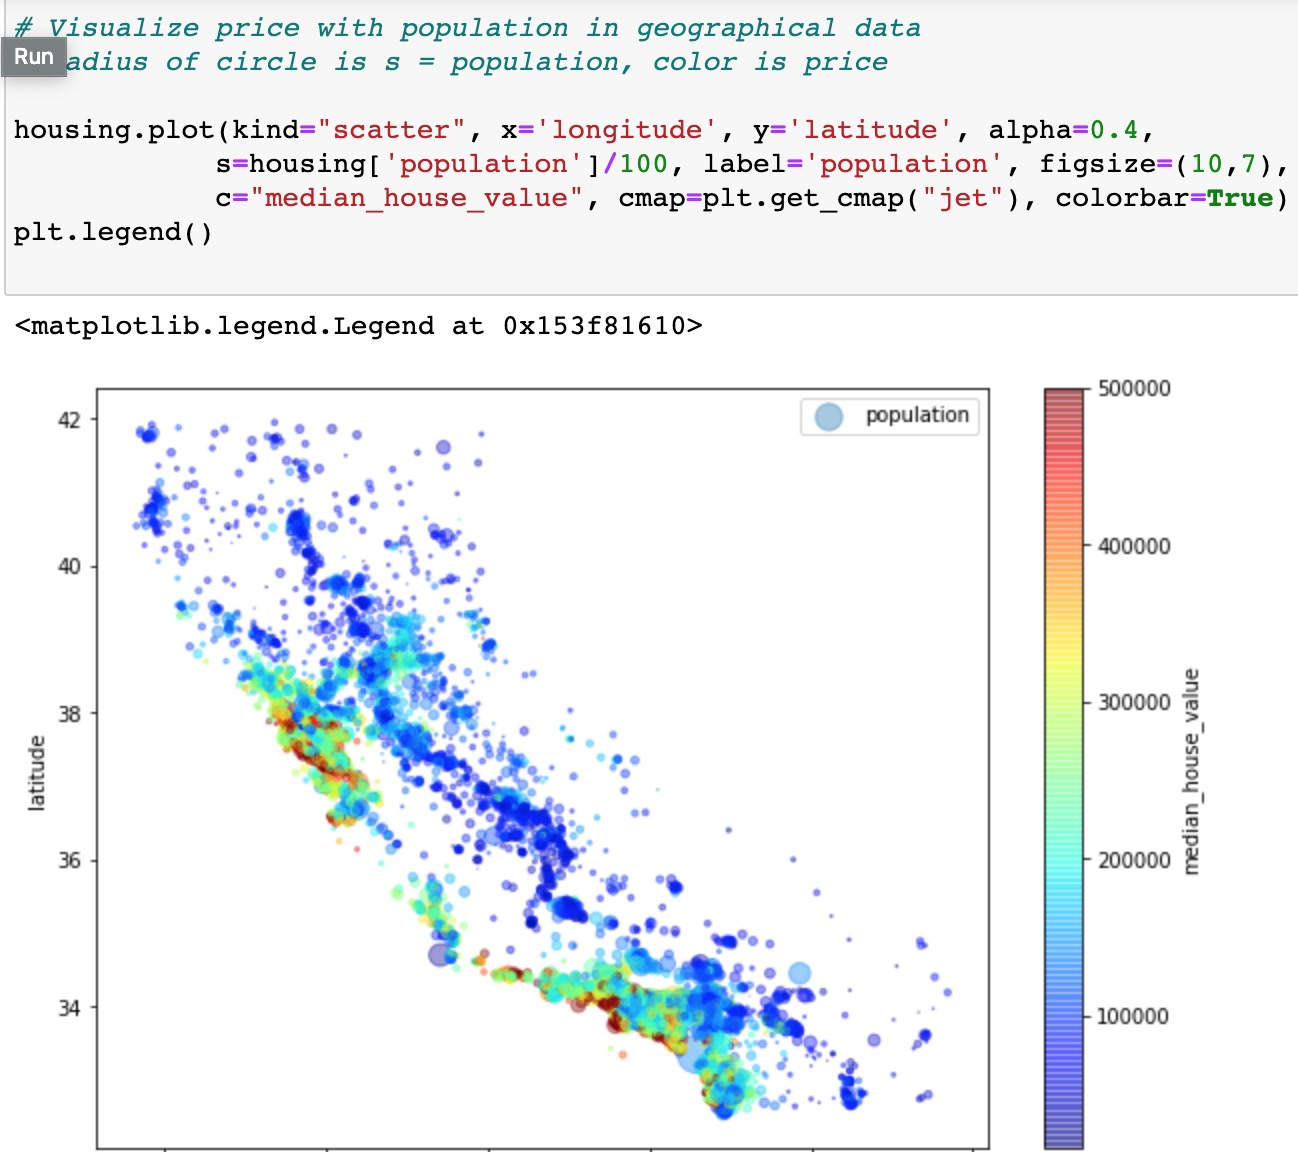 # Visualize price with population in geographical data
Run
adius of circle is s = population, color is price
housing.plot(kind="scatter", x='longitude', y='latitude', alpha=0.4,
s=housing['population']/100, label='population', figsize=(10,7),
c="median_house_value", cmap=plt.get_cmap("jet"), colorbar=True)
plt.legend()
<matplotlib.legend.Legend at 0x153f81610>
population
42
40
38
36
34
latitude
500000
400000
300000
200000
100000
median_house_value